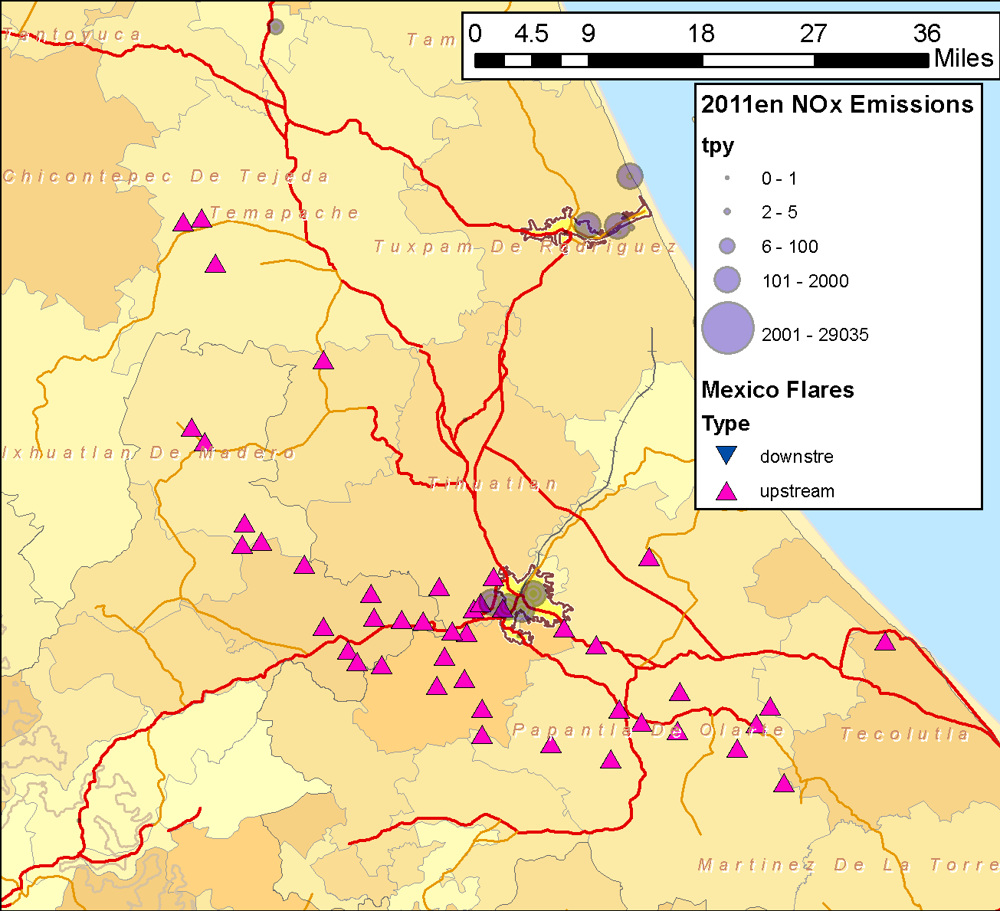 0 4.5 9 18 27 36
Miles
Tantoyuca
Tam
2011en NOx Emissions
tpy
0 - 1
2 - 5
6 - 100
101 - 2000
2001 - 29035
Mexico Flares
Type
downstre
upstream
Chicontepec De Tejeda
Temapache
Tuxpam De Rodriguez
Ixhuatlan De Madero
Tihuatlan
Papantla De Olarte
Tecolutla
Martinez De La Torre